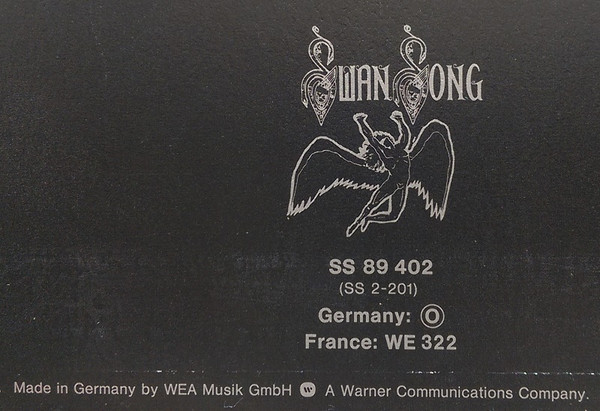 SWAN SONG
SS 89 402
(SS 2-201)
Germany: Ⓞ
France: WE 322
Made in Germany by WEA Musik GmbH Ⓦ A Warner Communications Company.